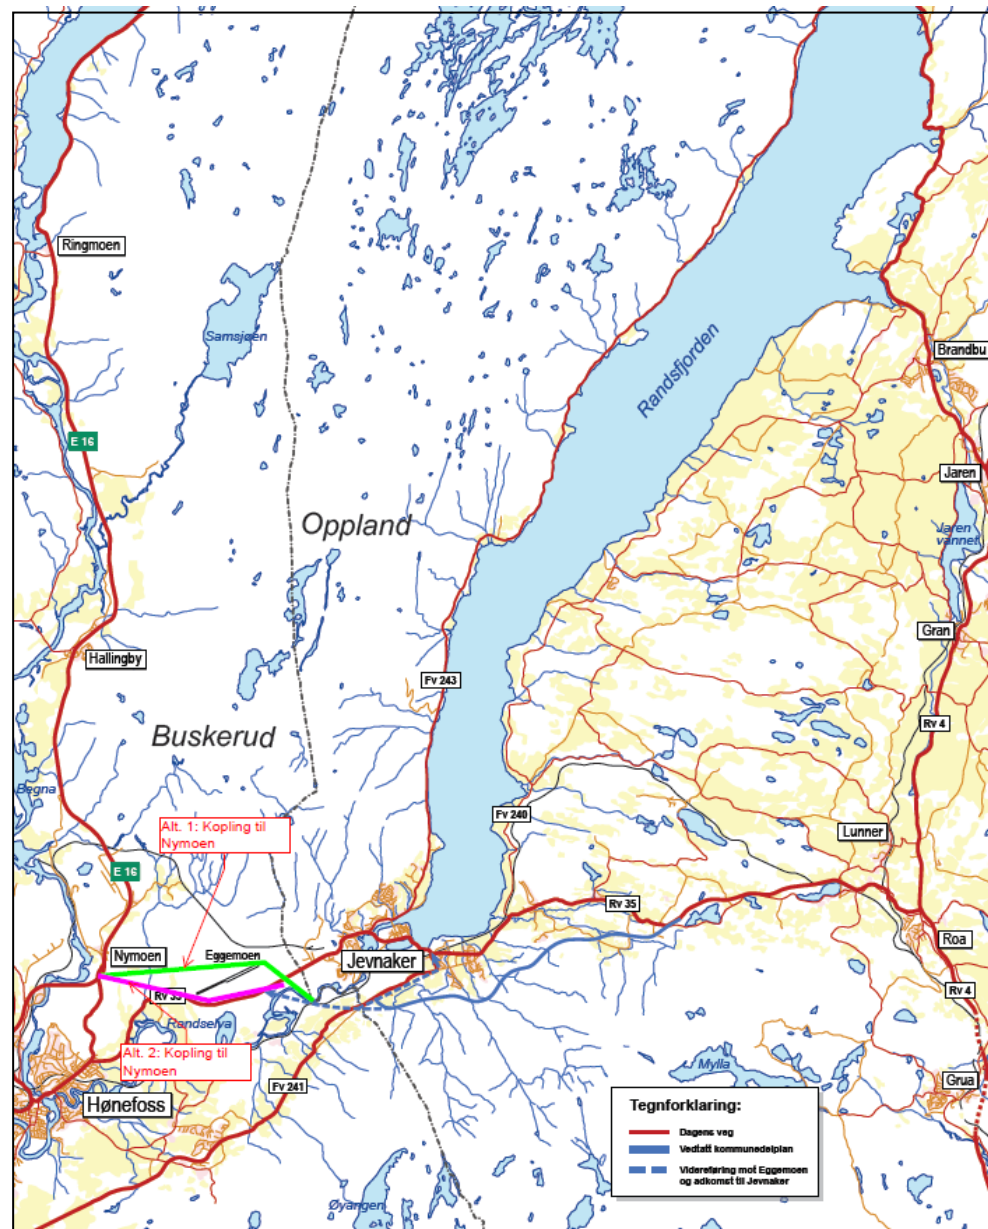 Ringmoen
Samsjøen
Randsfjorden
Brandbu
E 16
Jaren
Jaren
vannet
Oppland
Gran
Hallingby
Fv 243
Buskerud
Rv 4
Begna
Fv 240
Alt. 1: Kopling til
Nymoen
Lunner
E 16
Rv 35
Roa
Nymoen
Eggemoen
Jevnaker
Rv 35
Rv 4
Randselva
Alt. 2: Kopling til
Nymoen
Mylla
Grua
Fv 241
Hønefoss
Tegnforklaring:
Dagens veg
Vedtatt kommunedelplan
Videreføring mot Eggemoen
og adkomst til Jevnaker
Øyangen